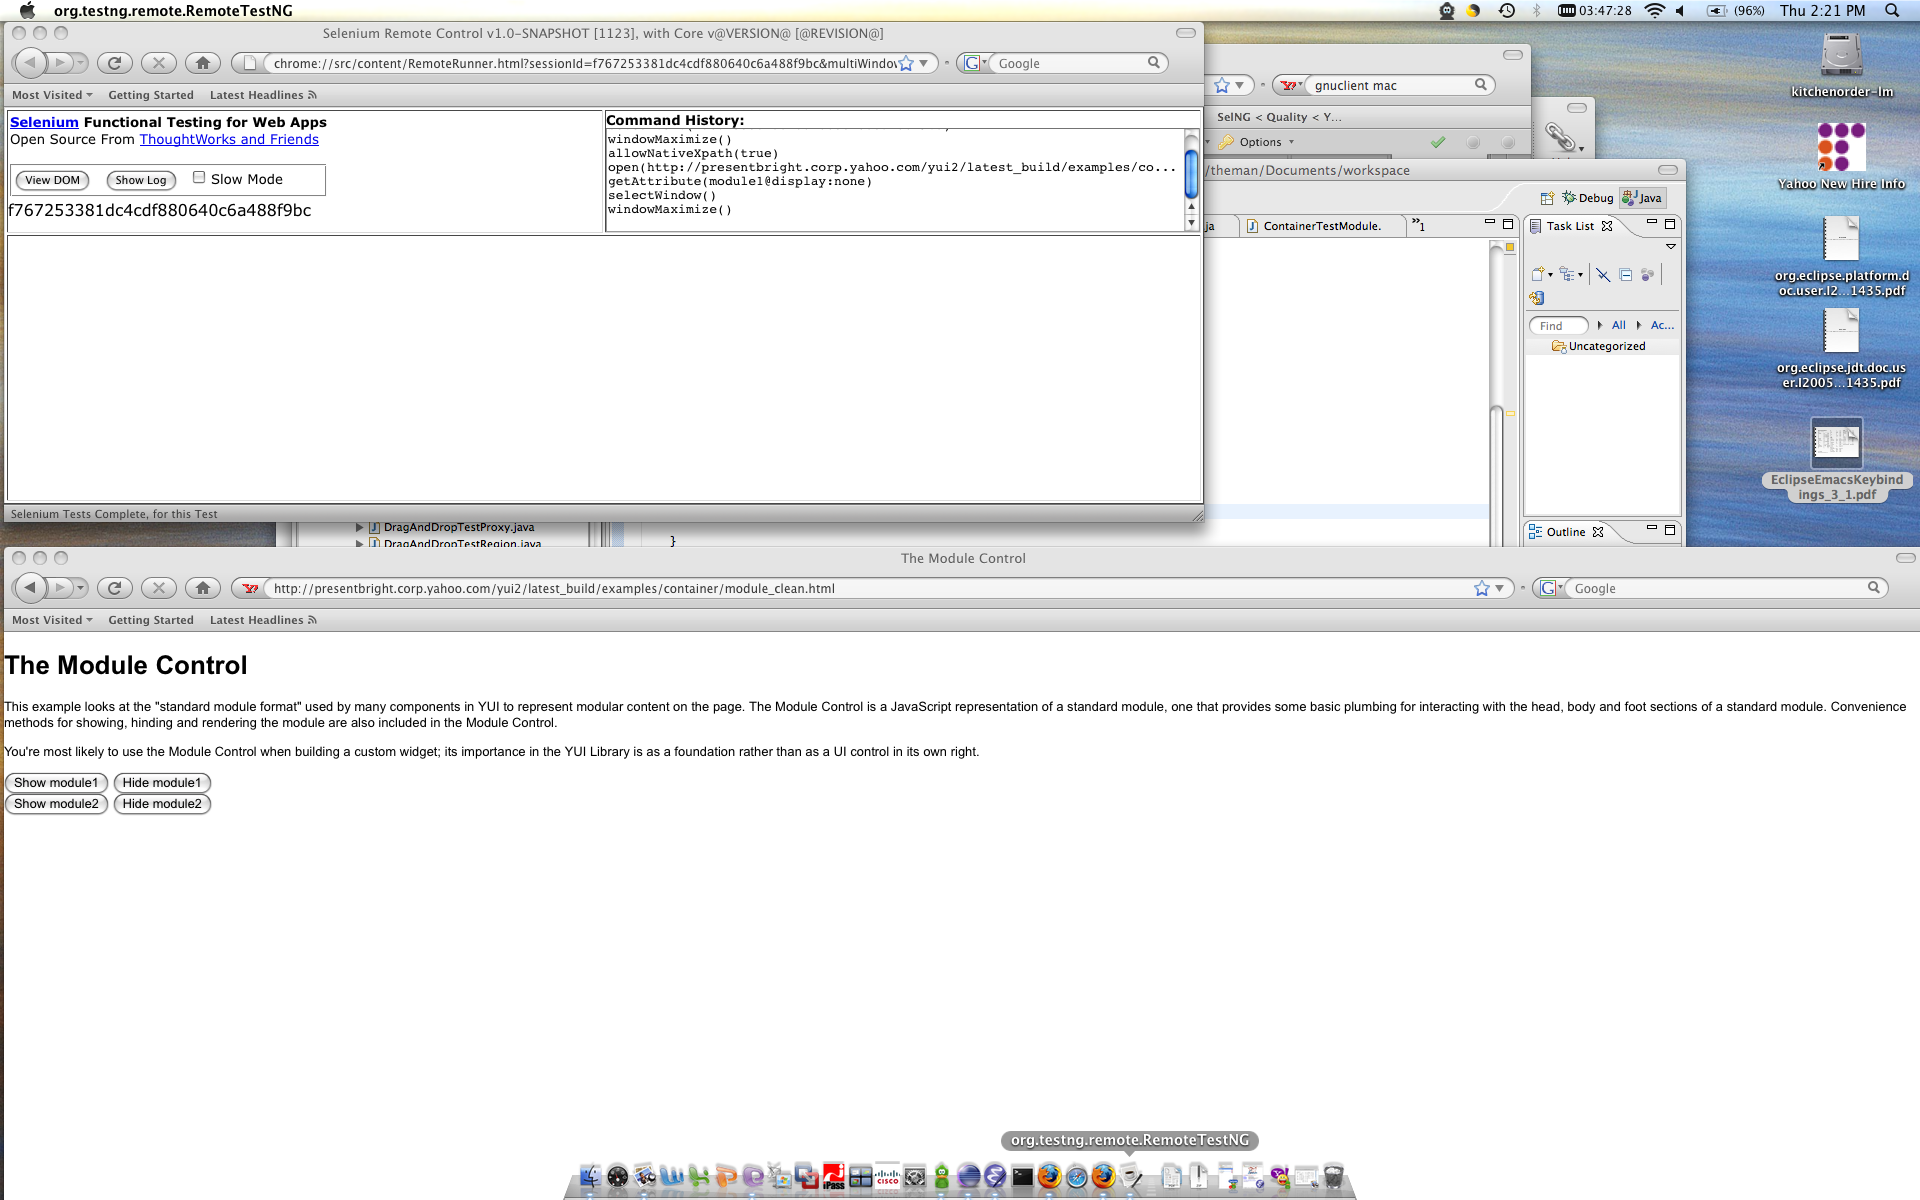 org.testng.remote.RemoteTestNG
03:47:28
(96%)
Thu 2:21 PM
Selenium Remote Control v1.0-SNAPSHOT [1123], with Core v@VERSION@ [@REVISION@]
chrome://src/content/RemoteRunner.html?sessionId=f767253381dc4cdf880640c6a488f9bc&multiWindow
Google
Most Visited
Getting Started
Latest Headlines
Selenium Functional Testing for Web Apps
Open Source From ThoughtWorks and Friends
View DOM
Show Log
Slow Mode
f767253381dc4cdf880640c6a488f9bc
Command History:
windowMaximize()
allowNativeXpath(true)
open(http://presentbright.corp.yahoo.com/yui2/latest_build/examples/co...
getAttribute(module1@display:none)
selectWindow()
windowMaximize()
Selenium Tests Complete, for this Test
gnuclient mac
SelNG < Quality < Y...
Options
/theman/Documents/workspace
Debug
Java
ja
ContainerTestModule.
»1
Task List
Find
All
Ac...
Uncategorized
Outline
DragAndDropTestProxy.java
DragAndDropTestRegion.java
}
kitchenorder-lm
Yahoo New Hire Info
org.eclipse.platform.d
oc.user.I2...1435.pdf
org.eclipse.jdt.doc.us
er.I2005...1435.pdf
EclipseEmacsKeybind
ings_3_1.pdf
The Module Control
http://presentbright.corp.yahoo.com/yui2/latest_build/examples/container/module_clean.html
Google
Most Visited
Getting Started
Latest Headlines
The Module Control
This example looks at the "standard module format" used by many components in YUI to represent modular content on the page. The Module Control is a JavaScript representation of a standard module, one that provides some basic plumbing for interacting with the head, body and foot sections of a standard module. Convenience
methods for showing, hinding and rendering the module are also included in the Module Control.
You're most likely to use the Module Control when building a custom widget; its importance in the YUI Library is as a foundation rather than as a UI control in its own right.
Show module1
Hide module1
Show module2
Hide module2
org.testng.remote.RemoteTestNG
iPass
CISCO